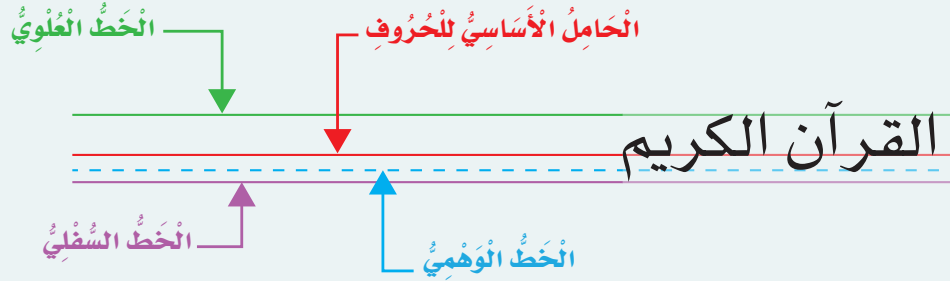 الْحَامِلُ الْأَسَاسِيُّ لِلْحُرُوفِ
الْخَطُّ الْعُلْوِيُّ
القرآن الكريم
الْخَطُّ السُّفْلِيُّ
الْخَطُّ الْوَهْمِيُّ